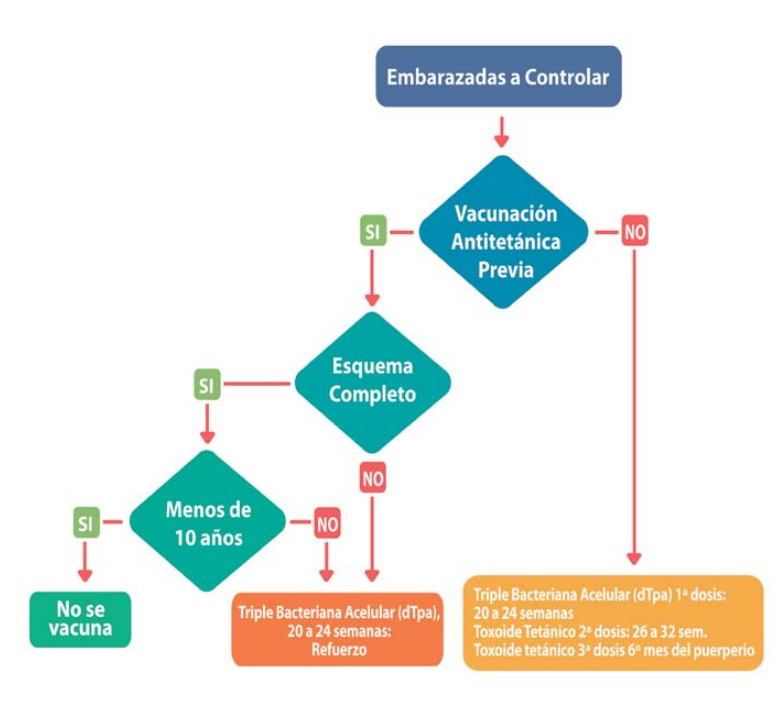 Embarazadas a Controlar
Vacunación
Antitetánica
Previa
SI
NO
Esquema
Completo
SI
NO
Menos de
10 años
SI
NO
No se
vacuna
Triple Bacteriana Acelular (dTpa),
20 a 24 semanas:
Refuerzo
Triple Bacteriana Acelular (dTpa) 1ª dosis:
20 a 24 semanas
Toxoide Tetánico 2ª dosis: 26 a 32 sem.
Toxoide tetánico 3ª dosis 6º mes del puerperio